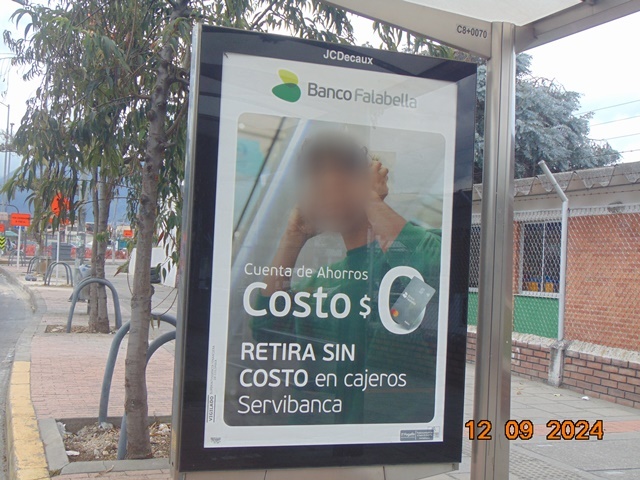 C8+0070
JCDecaux
Banco Falabella
Cuenta de Ahorros
Costo $0
RETIRA SIN
COSTO en cajeros
Servibanca
VIGILADO
12 09 2024